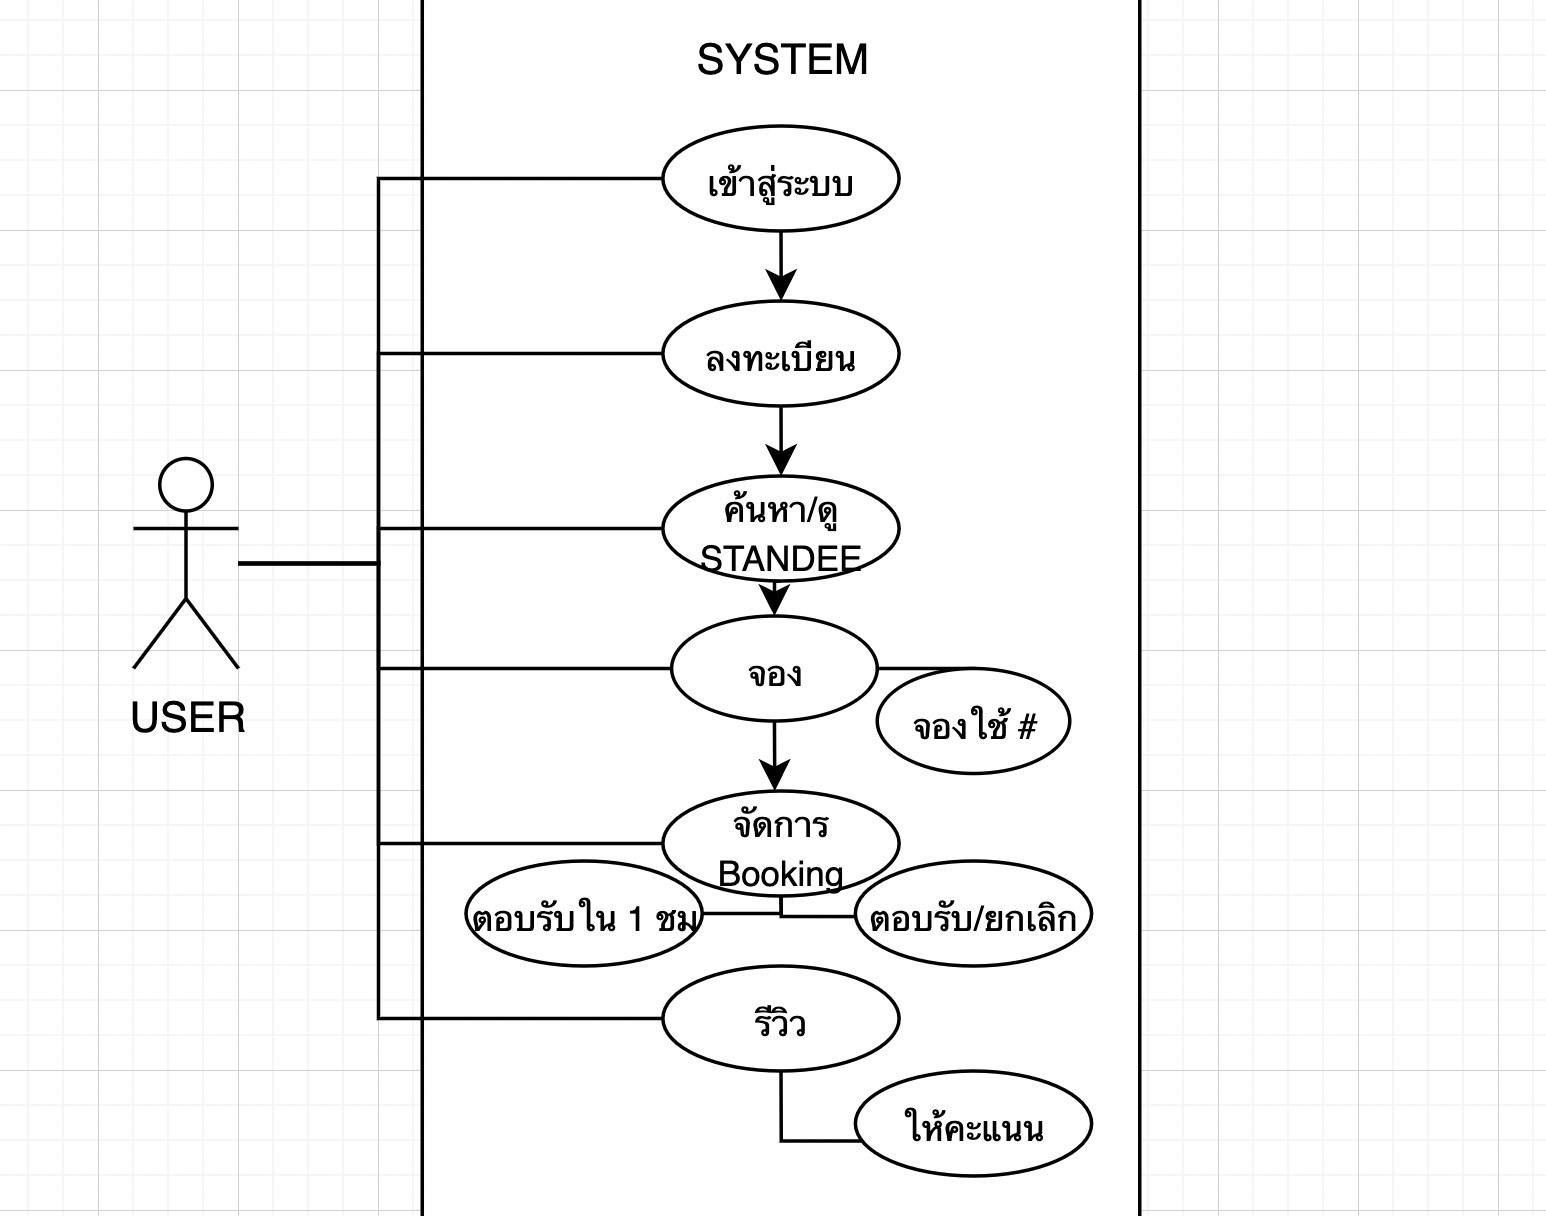 SYSTEM
เข้าสู่ระบบ
ลงทะเบียน
ค้นหา/ดู
STANDEE
จอง
จองใช้ #
USER
จัดการ
Booking
ตอบรับใน 1 ชม
ตอบรับ/ยกเลิก
รีวิว
ให้คะแนน